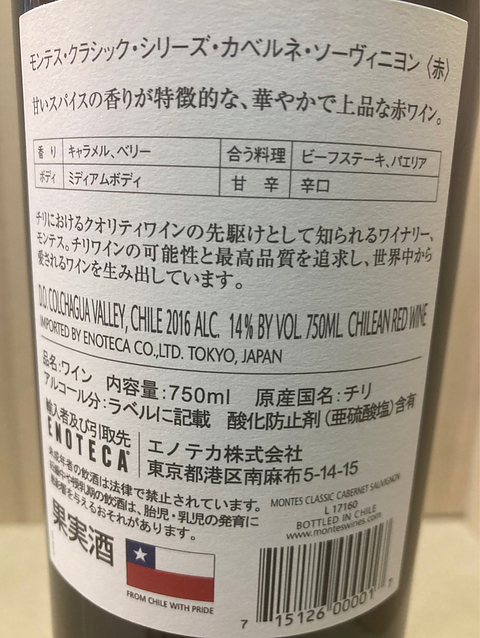 モンテス・クラシック・シリーズ・カベルネ・ソーヴィニヨン〈赤〉
甘いスパイスの香りが特徴的な、華やかで上品な赤ワイン。
香り キャラメル、ベリー 合う料理 ビーフステーキ、パエリア
ボディ ミディアムボディ 甘 辛 辛口
チリにおけるクオリティワインの先駆けとして知られるワイナリー、
モンテス。チリワインの可能性と最高品質を追求し、世界中から
愛されるワインを生み出しています。
D.O. COLCHAGUA VALLEY, CHILE 2016 ALC. 14% BY VOL. 750ML. CHILEAN RED WINE
IMPORTED BY ENOTECA CO.,LTD. TOKYO, JAPAN
品名:ワイン 内容量:750ml 原産国名:チリ
アルコール分:ラベルに記載 酸化防止剤(亜硫酸塩)含有
輸入者及び引取先
ENOTECA
エノテカ株式会社
東京都港区南麻布5-14-15
未成年者の飲酒は法律で禁止されています。
妊娠中や授乳期の飲酒は、胎児・乳児の発育に
悪影響を与えるおそれがあります。
果実酒
FROM CHILE WITH PRIDE
MONTES CLASSIC CABERNET SAUVIGNON
L 17160
BOTTLED IN CHILE
www.monteswines.com
7 15126 00001 7